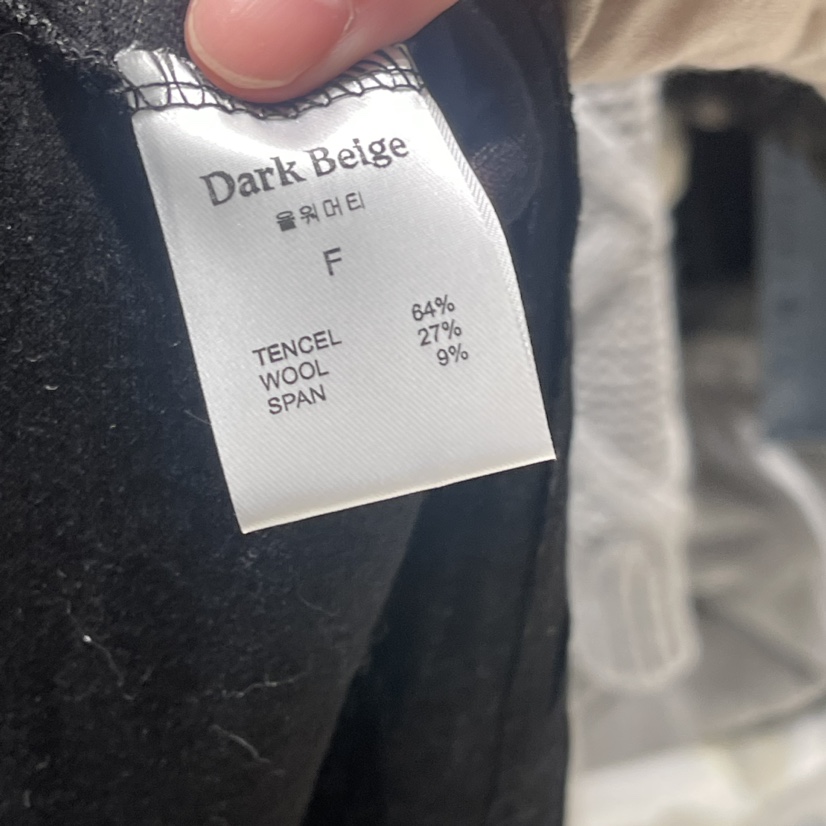 Dark Beige
울워머티
F
TENCEL 64%
WOOL 27%
SPAN 9%